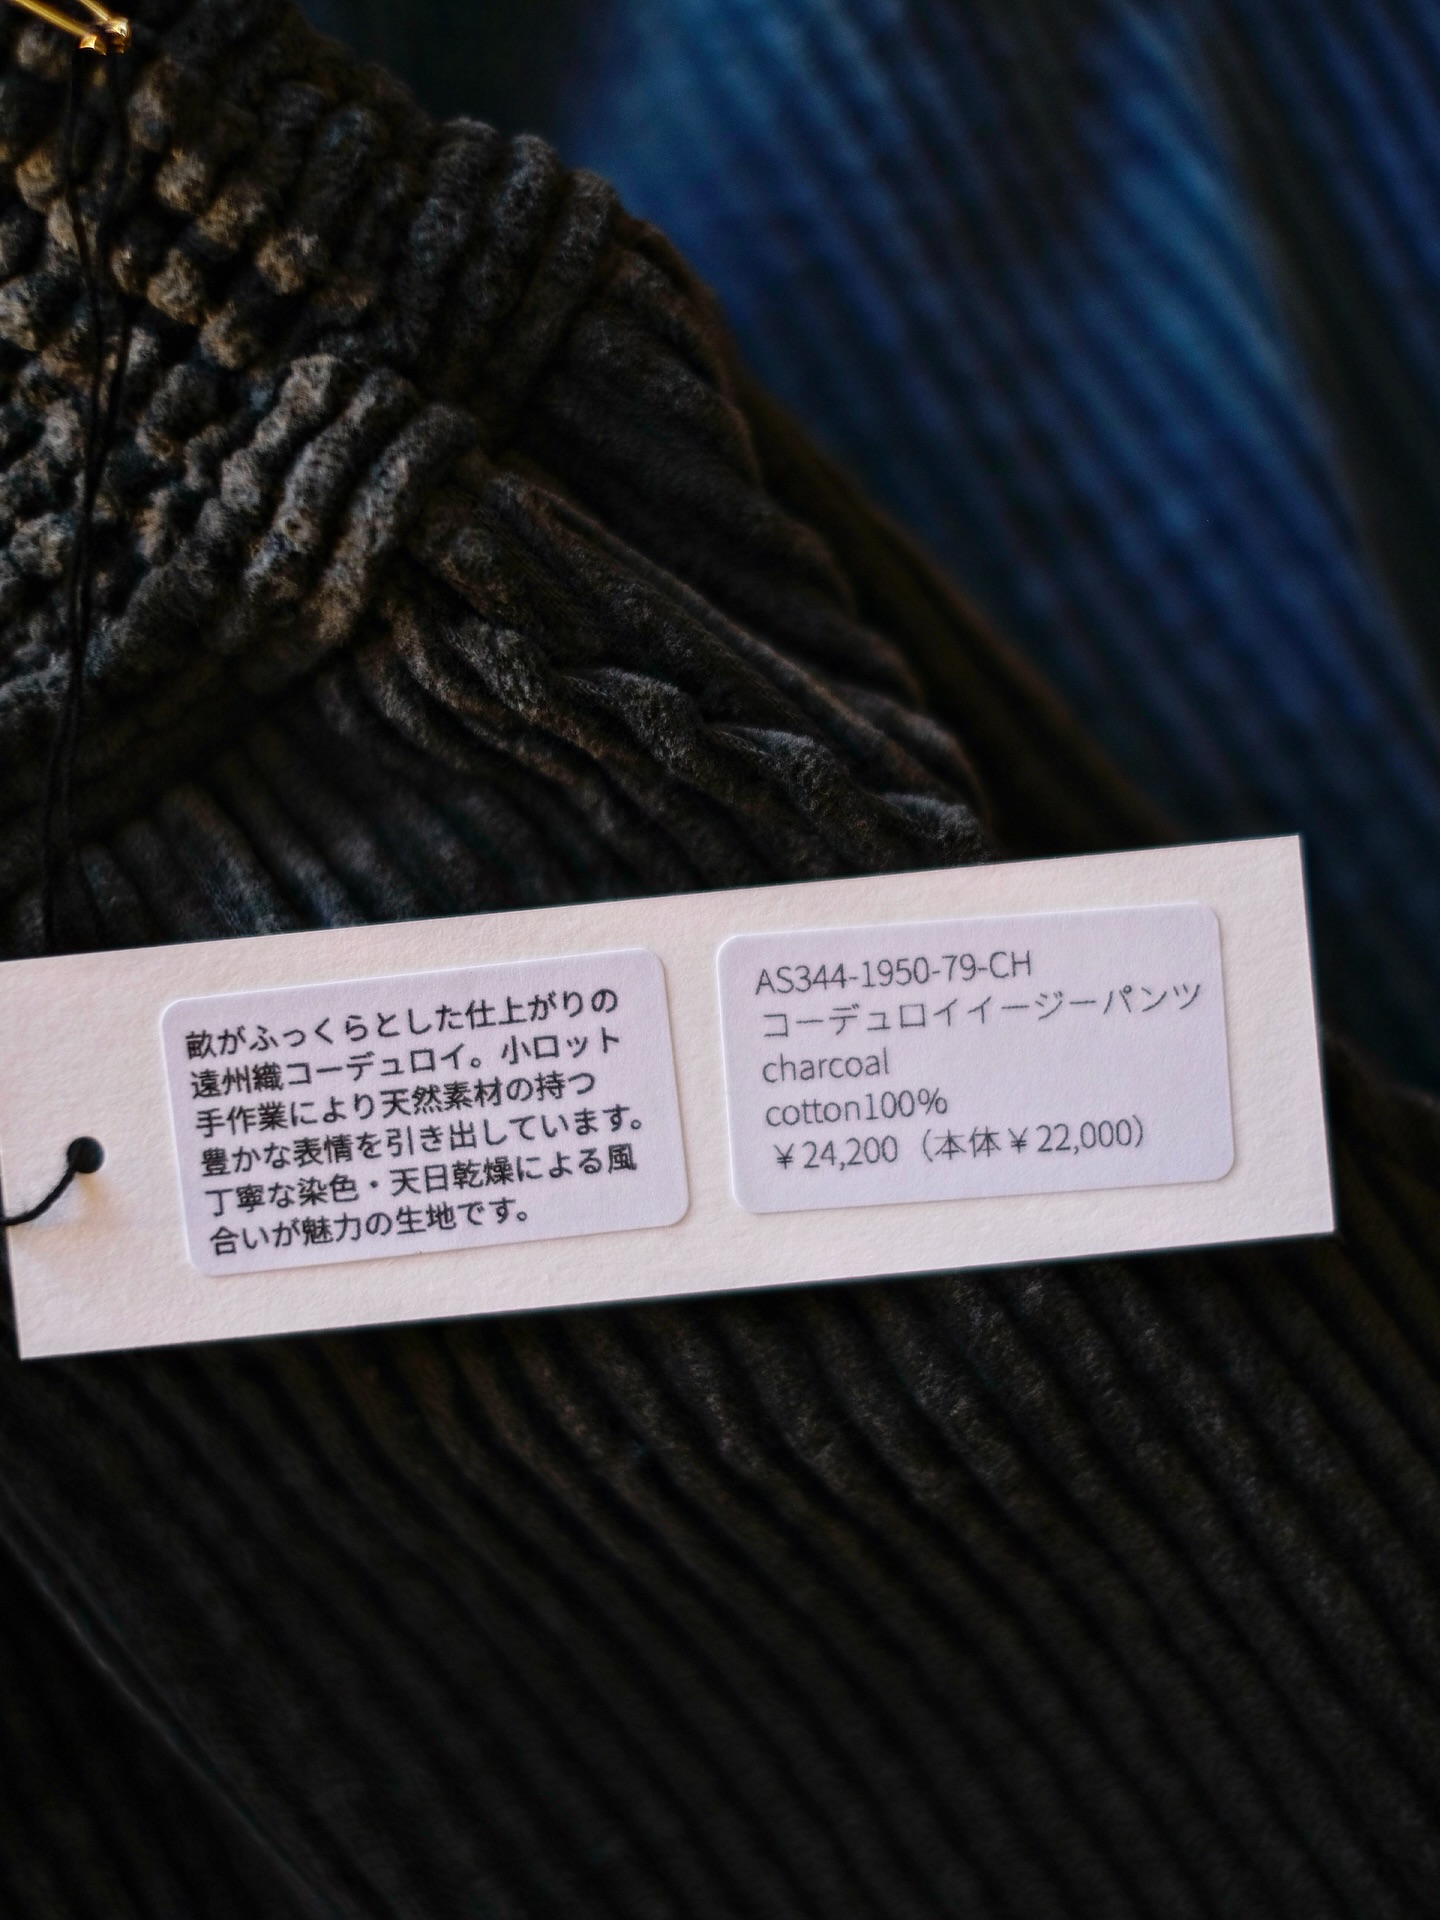 畝がふっくらとした仕上がりの
遠州織コーデュロイ。小ロット
手作業により天然素材の持つ
豊かな表情を引き出しています。
丁寧な染色・天日乾燥による風
合いが魅力の生地です。
AS344-1950-79-CH
コーデュロイイージーパンツ
charcoal
cotton100%
￥24,200（本体￥22,000）